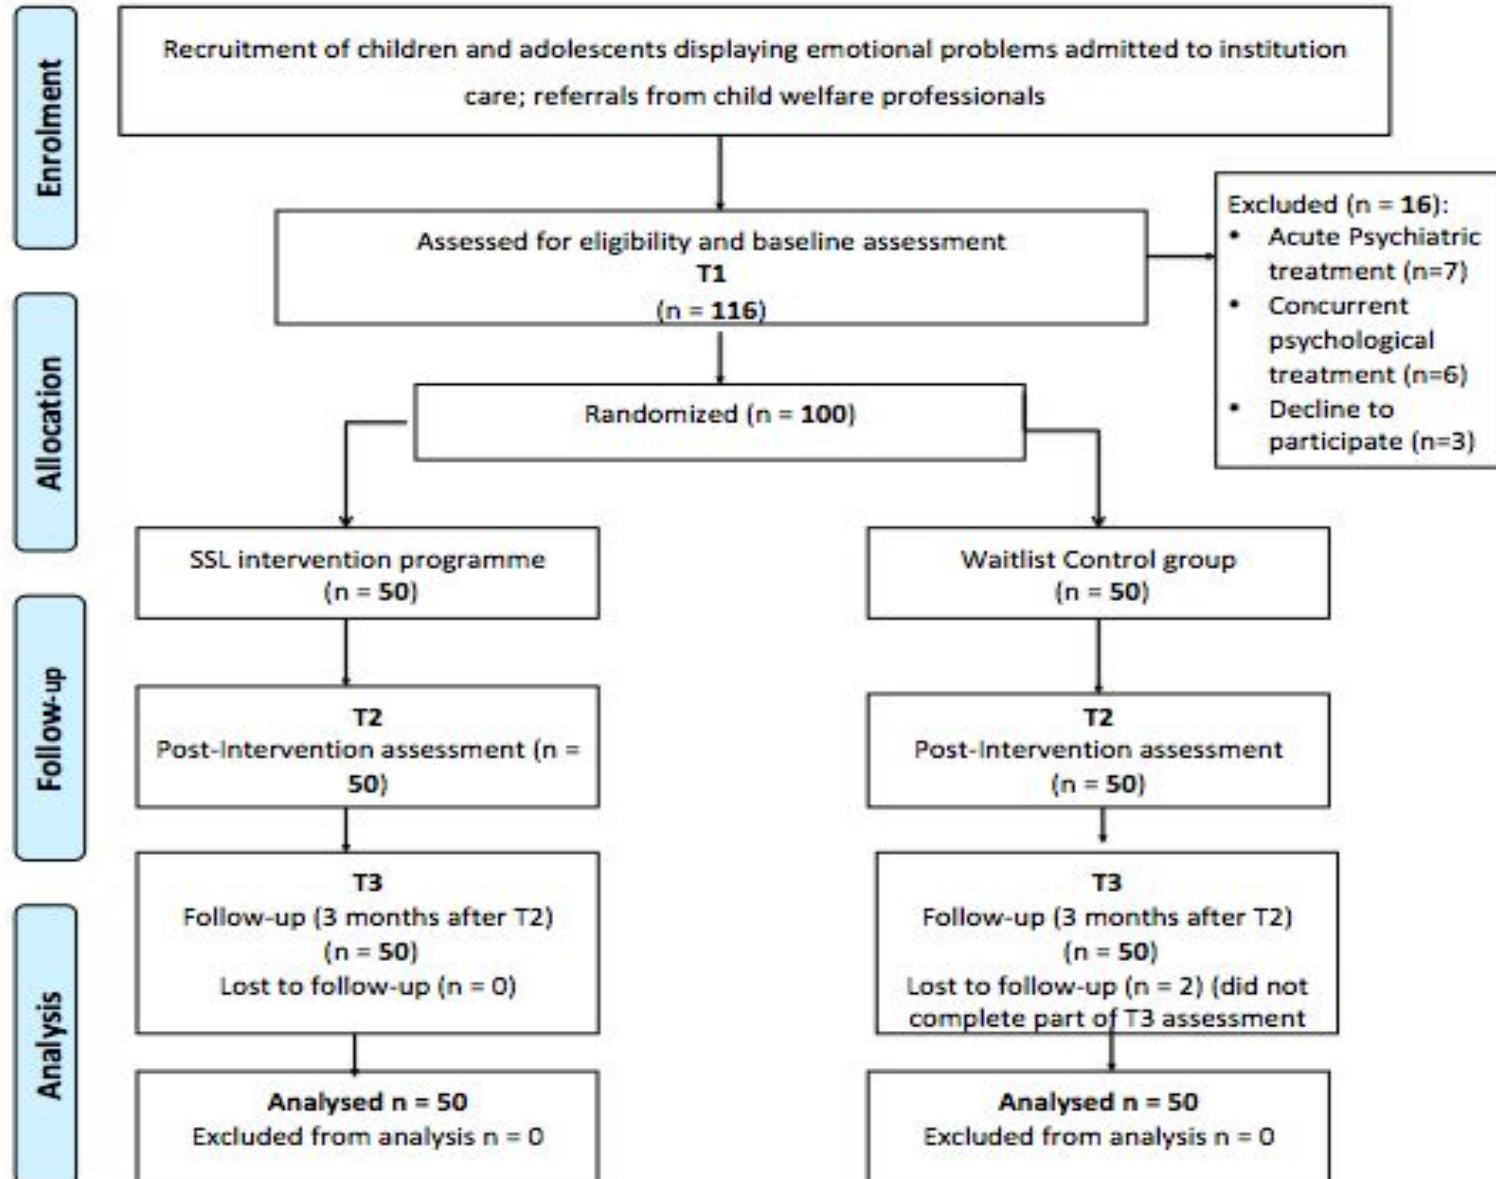 Enrolment
Recruitment of children and adolescents displaying emotional problems admitted to institution
care; referrals from child welfare professionals
Assessed for eligibility and baseline assessment
T1
(n = 116)
Excluded (n = 16):
• Acute Psychiatric
treatment (n=7)
• Concurrent
psychological
treatment (n=6)
• Decline to
participate (n=3)
Allocation
Randomized (n = 100)
SSL intervention programme
(n = 50)
Waitlist Control group
(n = 50)
Follow-up
T2
Post-Intervention assessment (n =
50)
T2
Post-Intervention assessment
(n = 50)
T3
Follow-up (3 months after T2)
(n = 50)
Lost to follow-up (n = 0)
T3
Follow-up (3 months after T2)
(n = 50)
Lost to follow-up (n = 2) (did not
complete part of T3 assessment
Analysis
Analysed n = 50
Excluded from analysis n = 0
Analysed n = 50
Excluded from analysis n = 0